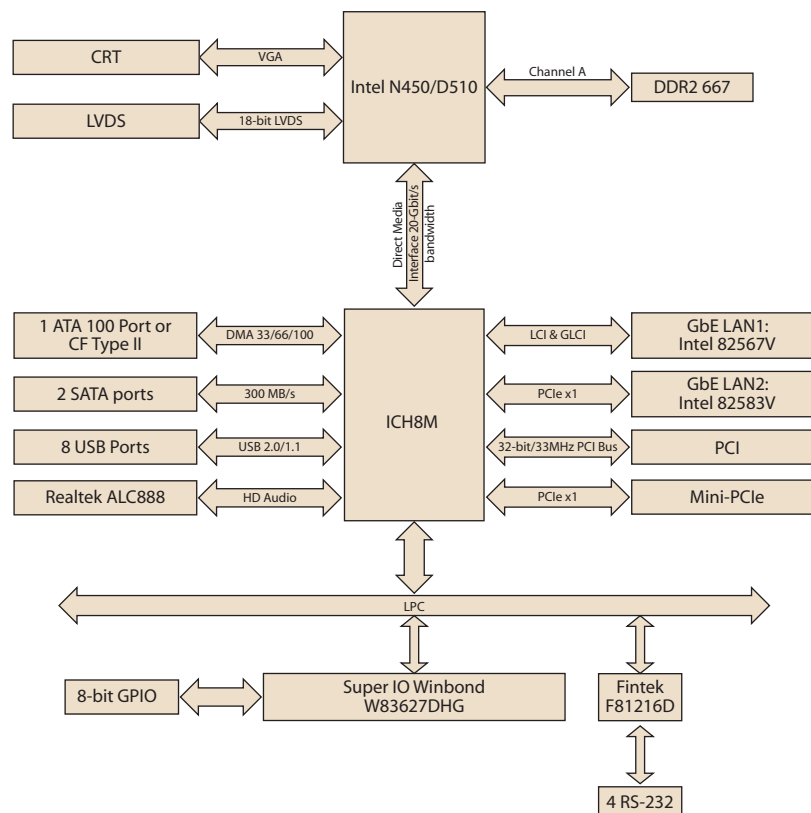 CRT
VGA
Intel N450/D510
Channel A
DDR2 667
LVDS
18-bit LVDS
Direct Media
Interface 20-Gbit/s
bandwidth
1 ATA 100 Port or
CF Type II
DMA 33/66/100
ICH8M
LCI & GLCI
GbE LAN1:
Intel 82567V
2 SATA ports
300 MB/s
PCIe x1
GbE LAN2:
Intel 82583V
8 USB Ports
USB 2.0/1.1
32-bit/33MHz PCI Bus
PCI
Realtek ALC888
HD Audio
PCIe x1
Mini-PCIe
LPC
8-bit GPIO
Super IO Winbond
W83627DHG
Fintek
F81216D
4 RS-232